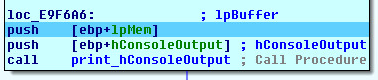 loc_E9F6A6: ; lpBuffer
push [ebp+lpMem]
push [ebp+hConsoleOutput] ; hConsoleOutput
call print_hConsoleOutput ; Call Procedure